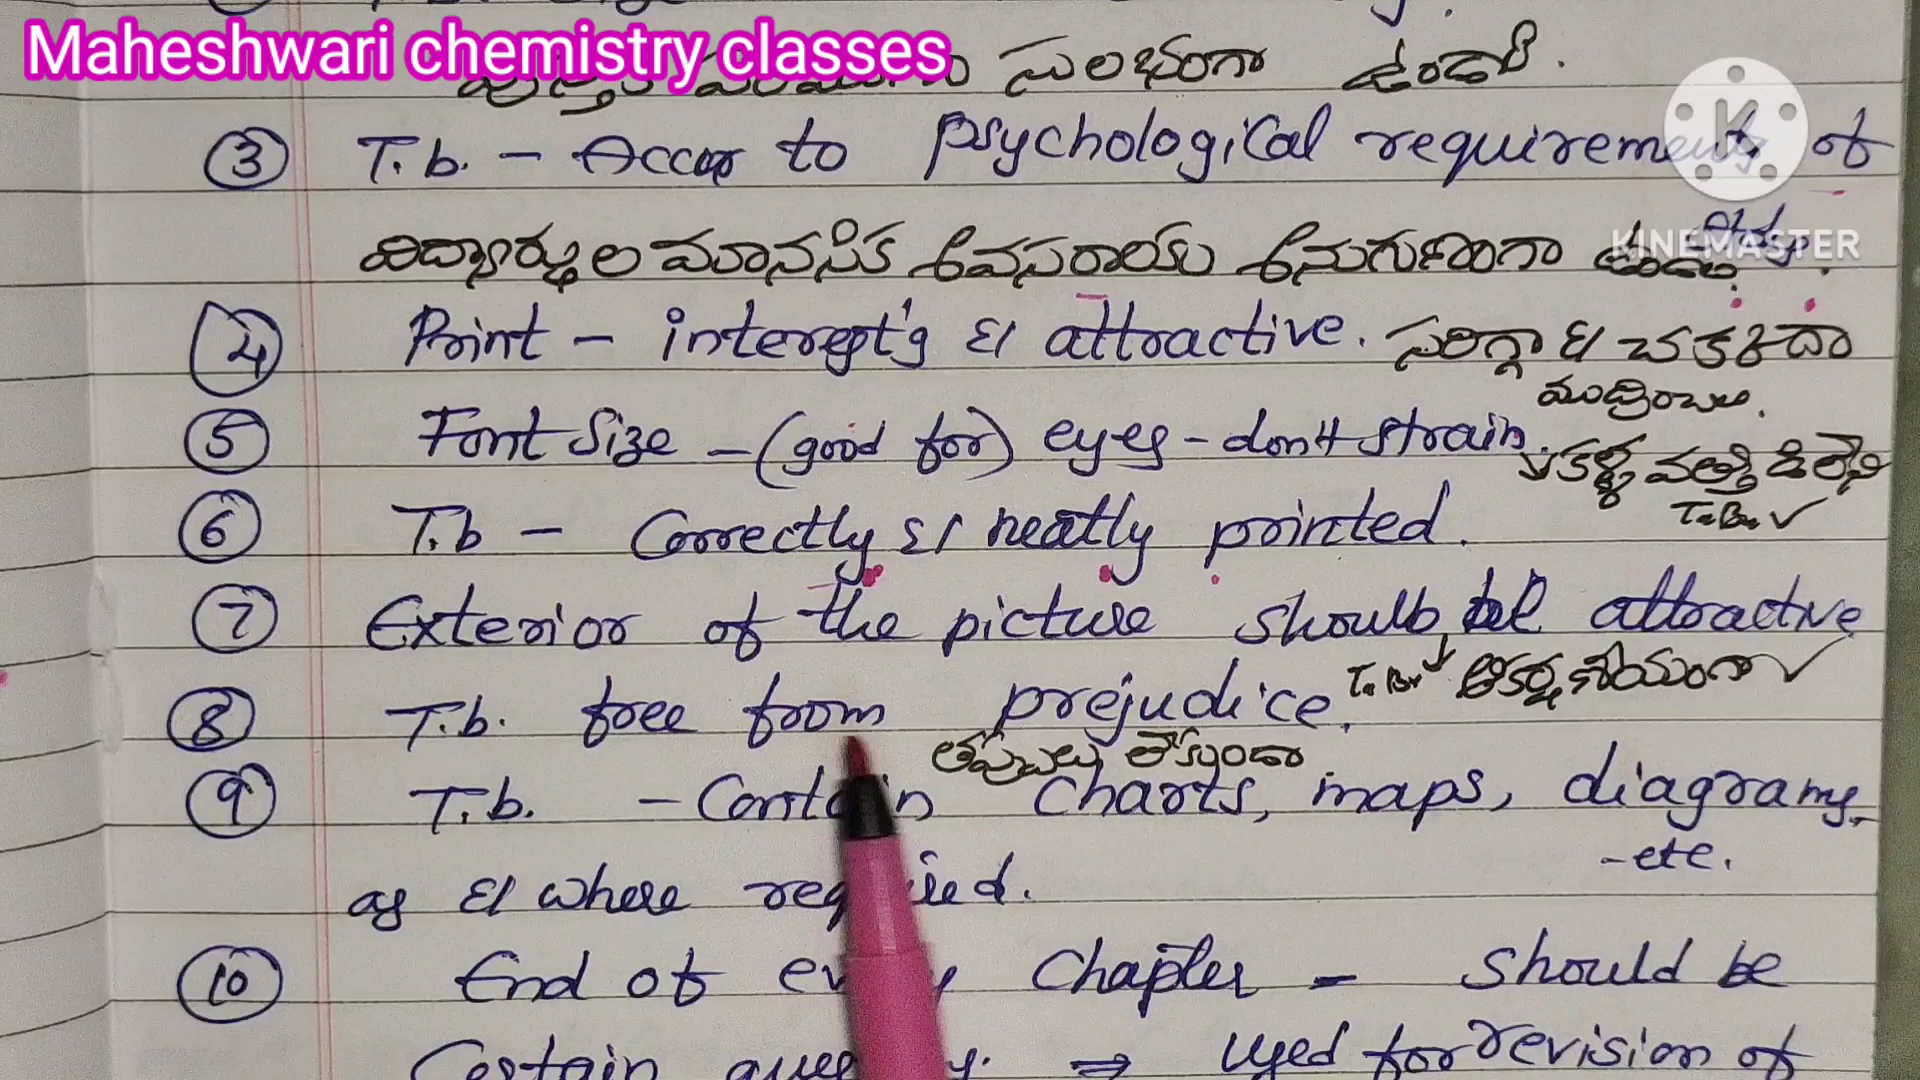 Maheshwari chemistry classes
సులభంగా ఉండాలి.
③ T.b. - Accor to psychological requirements of
విద్యార్థుల మానసిక అవసరాలకు అనుగుణంగా
KINEMASTER
④ Print - interest'g & attractive. సరిగ్గా & చక్కగా
ముద్రించబడి.
⑤ Font Size - (good for) eyes - don't strain.
కళ్ళు
T.B. ✓
⑥ T.b - Correctly & neatly printed.
⑦ Exterior of the picture should be attractive
T.B. ఆకర్షణీయంగా ✓
⑧ T.b. free from prejudice.
తప్పులు లేకుండా
⑨ T.b. - Contain charts, maps, diagrams,
- etc.
as & where required.
⑩ End of every chapter - should be
Certain ques. ⇒ used for revision of